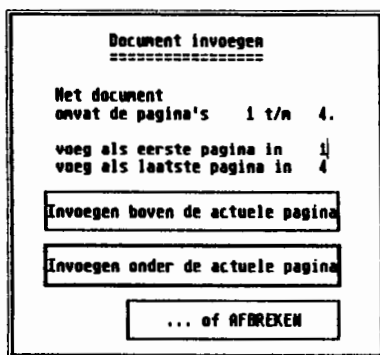 Document invoegen
=================
Het document
omvat de pagina's 1 t/m 4.
voeg als eerste pagina in 1
voeg als laatste pagina in 4
Invoegen boven de actuele pagina
Invoegen onder de actuele pagina
... of AFBREKEN